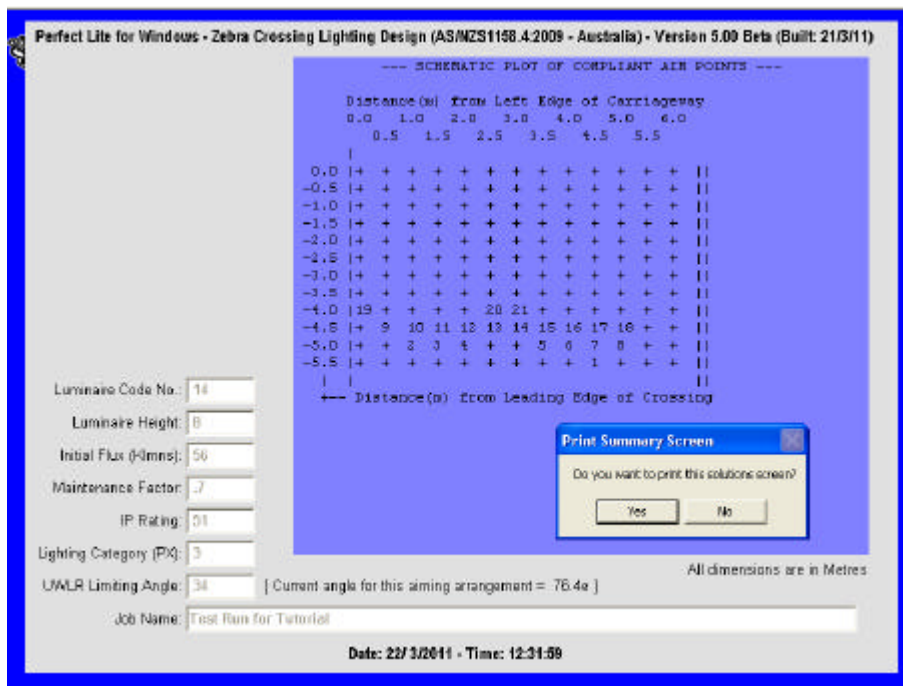 Perfect Lite for Windows - Zebra Crossing Lighting Design (AS/NZS1158.4:2009 - Australia) - Version 5.00 Beta (Built: 21/3/11)
--- SCHEMATIC PLOT OF COMPLIANT AIM POINTS ---
Distance(m) from Left Edge of Carriageway
0.0 1.0 2.0 3.0 4.0 5.0 6.0
0.5 1.5 2.5 3.5 4.5 5.5
|
0.0 |+ + + + + + + + + + + + + ||
-0.5 |+ + + + + + + + + + + + + ||
-1.0 |+ + + + + + + + + + + + + ||
-1.5 |+ + + + + + + + + + + + + ||
-2.0 |+ + + + + + + + + + + + + ||
-2.5 |+ + + + + + + + + + + + + ||
-3.0 |+ + + + + + + + + + + + + ||
-3.5 |+ + + + + + + + + + + + + ||
-4.0 |19 + + + + 20 21 + + + + + + ||
-4.5 |+ 9 10 11 12 13 14 15 16 17 18 + + ||
-5.0 |+ + 2 3 4 + + 5 6 7 8 + + ||
-5.5 |+ + + + + + + + + 1 + + + ||
| | ||
+-- Distance(m) from Leading Edge of Crossing
Print Summary Screen
Do you want to print this solutions screen?
Yes No
Luminaire Code No.: 14
Luminaire Height: 8
Initial Flux (Klmns): 56
Maintenance Factor: .7
IP Rating: 51
Lighting Category (PX): 3
UWLR Limiting Angle: 34 [ Current angle for this aiming arrangement = 76.4e ]
All dimensions are in Metres
Job Name: Test Run for Tutorial
Date: 22/ 3/2011 - Time: 12:31:59